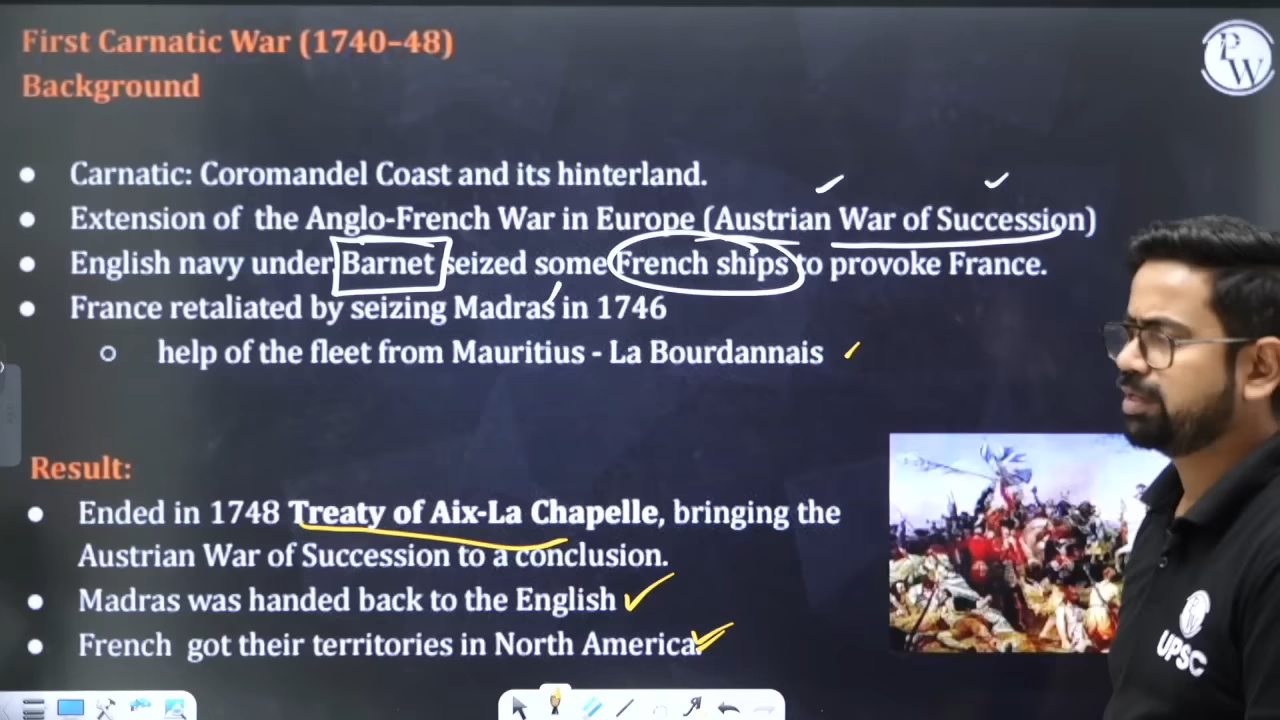 First Carnatic War (1740–48)
Background
PW
● Carnatic: Coromandel Coast and its hinterland.
● Extension of the Anglo-French War in Europe (Austrian War of Succession)
● English navy under Barnet seized some French ships to provoke France.
● France retaliated by seizing Madras in 1746
○ help of the fleet from Mauritius - La Bourdannais
Result:
● Ended in 1748 Treaty of Aix-La Chapelle, bringing the
Austrian War of Succession to a conclusion.
● Madras was handed back to the English
● French got their territories in North America.
UPSC